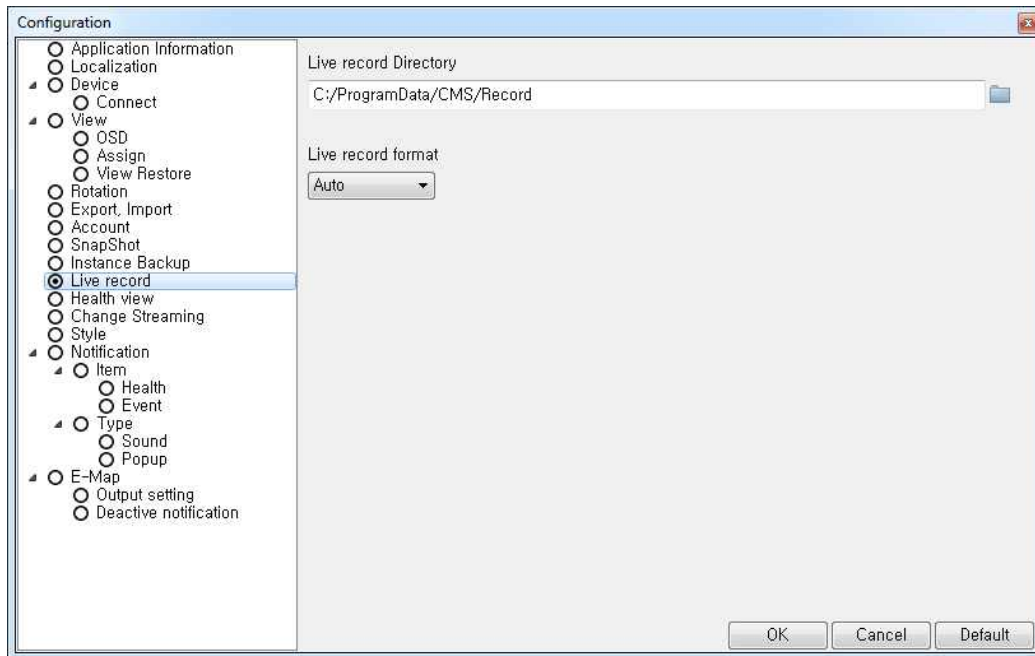 Configuration
Application Information
Localization
Device
Connect
View
OSD
Assign
View Restore
Rotation
Export, Import
Account
SnapShot
Instance Backup
Live record
Health view
Change Streaming
Style
Notification
Item
Health
Event
Type
Sound
Popup
E-Map
Output setting
Deactive notification
Live record Directory
C:/ProgramData/CMS/Record
Live record format
Auto
OK
Cancel
Default